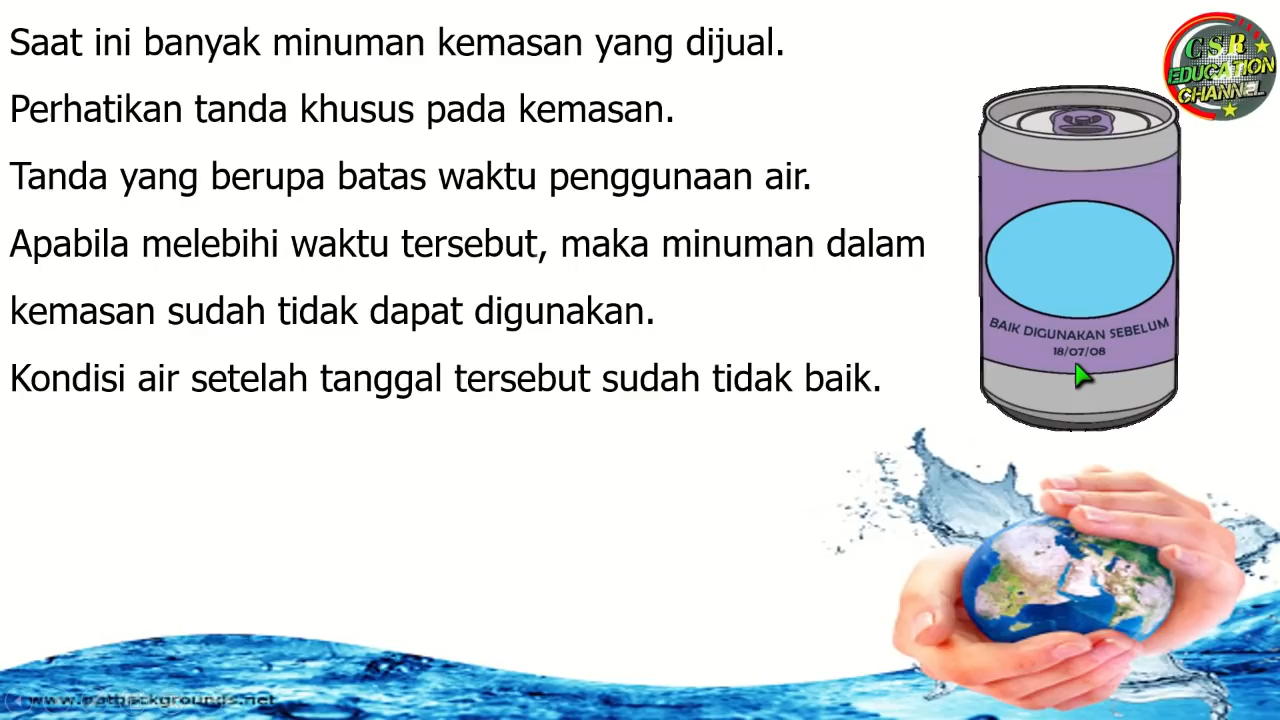 Saat ini banyak minuman kemasan yang dijual.
Perhatikan tanda khusus pada kemasan.
Tanda yang berupa batas waktu penggunaan air.
Apabila melebihi waktu tersebut, maka minuman dalam
kemasan sudah tidak dapat digunakan.
Kondisi air setelah tanggal tersebut sudah tidak baik.
CSR
EDUCATION
CHANNEL
BAIK DIGUNAKAN SEBELUM
18/07/08